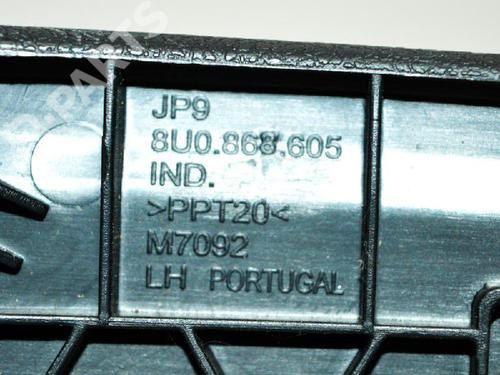 JP9
8U0.868.605
IND.
>PPT20<
M7092
LH PORTUGAL